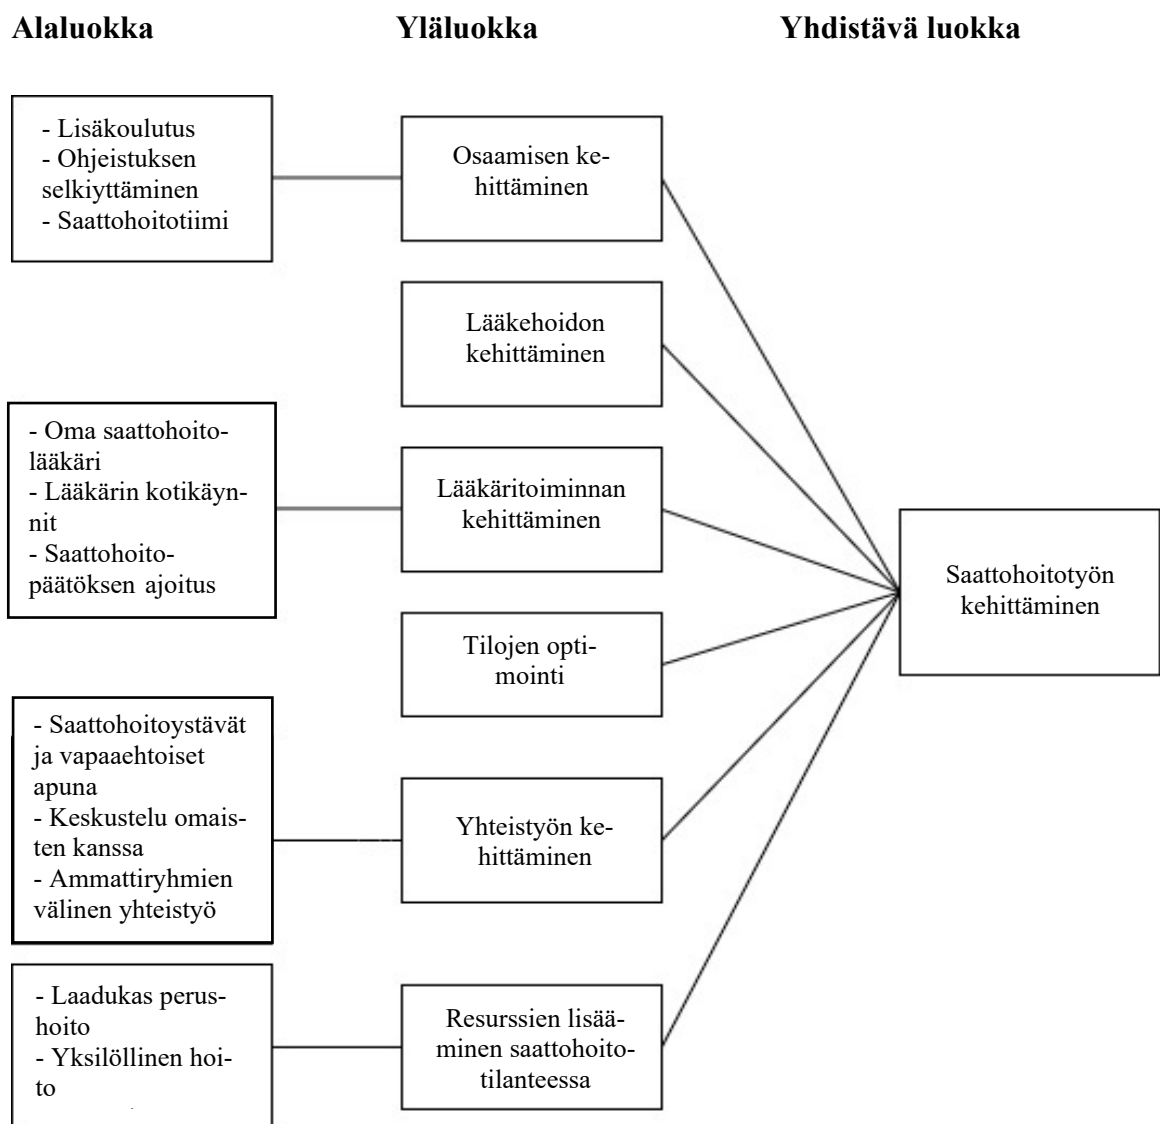 Alaluokka Yläluokka Yhdistävä luokka
- Lisäkoulutus
- Ohjeistuksen
selkiyttäminen
- Saattohoitotiimi
Osaamisen ke-
hittäminen
Lääkehoidon
kehittäminen
- Oma saattohoito-
lääkäri
- Lääkärin kotikäyn-
nit
- Saattohoito-
päätöksen ajoitus
Lääkäritoiminnan
kehittäminen
Saattohoitotyön
kehittäminen
Tilojen opti-
mointi
- Saattohoitoystävät
ja vapaaehtoiset
apuna
- Keskustelu omais-
ten kanssa
- Ammattiryhmien
välinen yhteistyö
Yhteistyön ke-
hittäminen
- Laadukas perus-
hoito
- Yksilöllinen hoi-
to
Resurssien lisää-
minen saattohoito-
tilanteessa